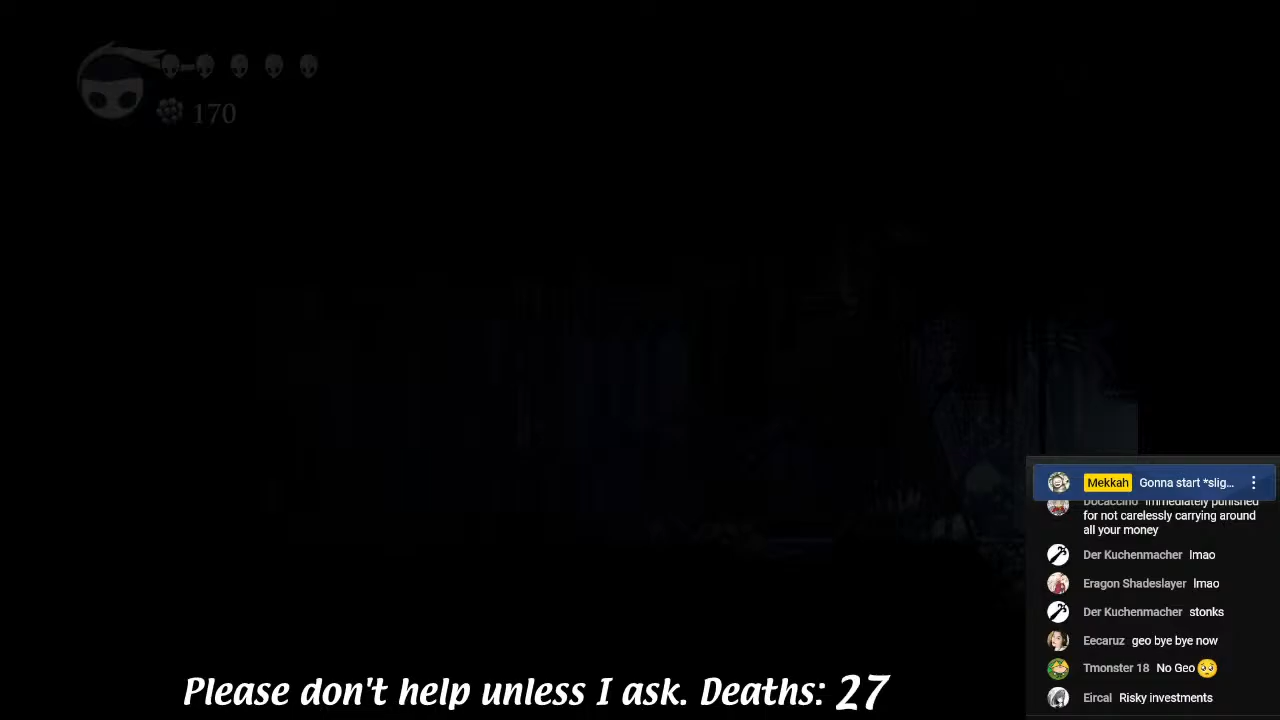 170
Mekkah Gonna start *slig...
Docaccino Immediately punished
for not carelessly carrying around
all your money
Der Kuchenmacher lmao
Eragon Shadeslayer lmao
Der Kuchenmacher stonks
Eecaruz geo bye bye now
Tmonster 18 No Geo 🥺
Eircal Risky investments
Please don't help unless I ask. Deaths: 27